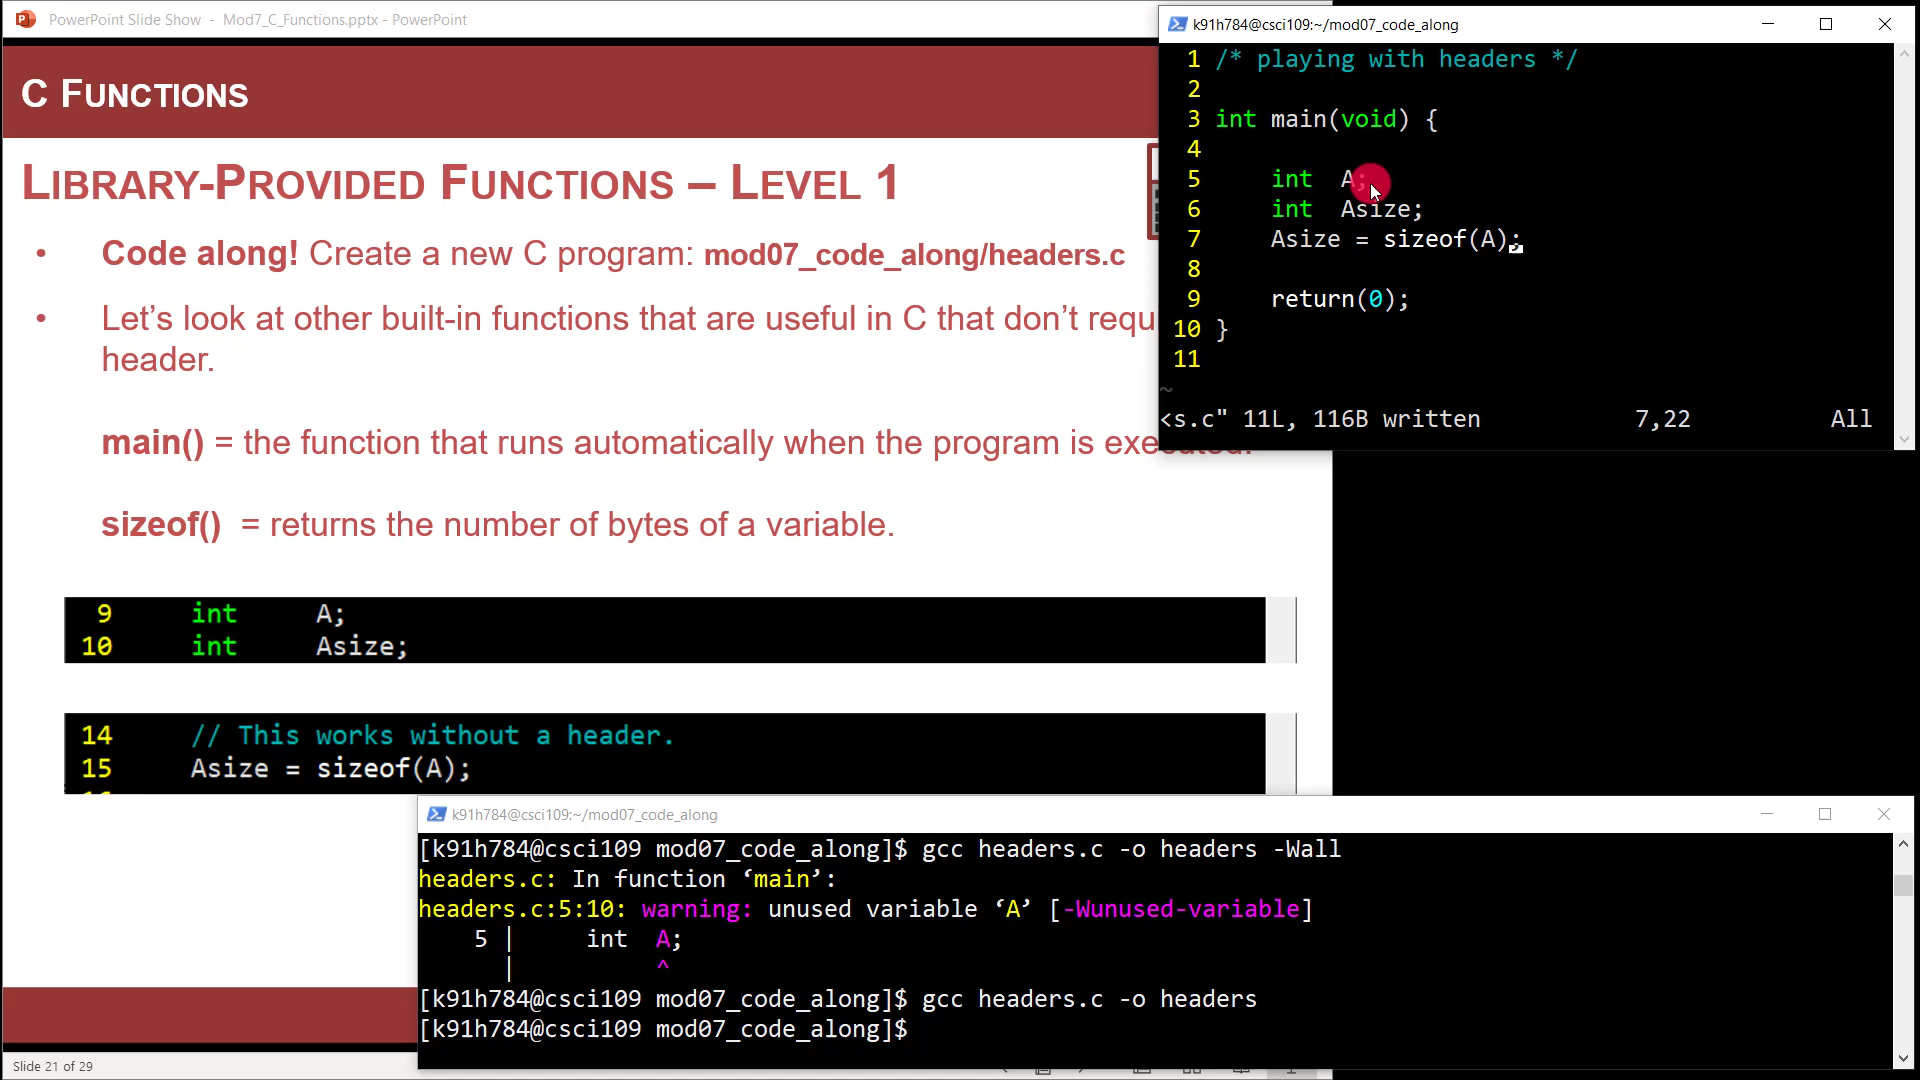 PowerPoint Slide Show - Mod7_C_Functions.pptx - PowerPoint
C FUNCTIONS
LIBRARY-PROVIDED FUNCTIONS – LEVEL 1
• Code along! Create a new C program: mod07_code_along/headers.c
• Let’s look at other built-in functions that are useful in C that don’t requ
header.
main() = the function that runs automatically when the program is executed.
sizeof() = returns the number of bytes of a variable.
9 int A;
10 int Asize;
14 // This works without a header.
15 Asize = sizeof(A);
Slide 21 of 29
k91h784@csci109:~/mod07_code_along
1 /* playing with headers */
2
3 int main(void) {
4
5 int A;
6 int Asize;
7 Asize = sizeof(A);
8
9 return(0);
10 }
11
~
<s.c" 11L, 116B written 7,22 All
k91h784@csci109:~/mod07_code_along
[k91h784@csci109 mod07_code_along]$ gcc headers.c -o headers -Wall
headers.c: In function ‘main’:
headers.c:5:10: warning: unused variable ‘A’ [-Wunused-variable]
5 | int A;
| ^
[k91h784@csci109 mod07_code_along]$ gcc headers.c -o headers
[k91h784@csci109 mod07_code_along]$